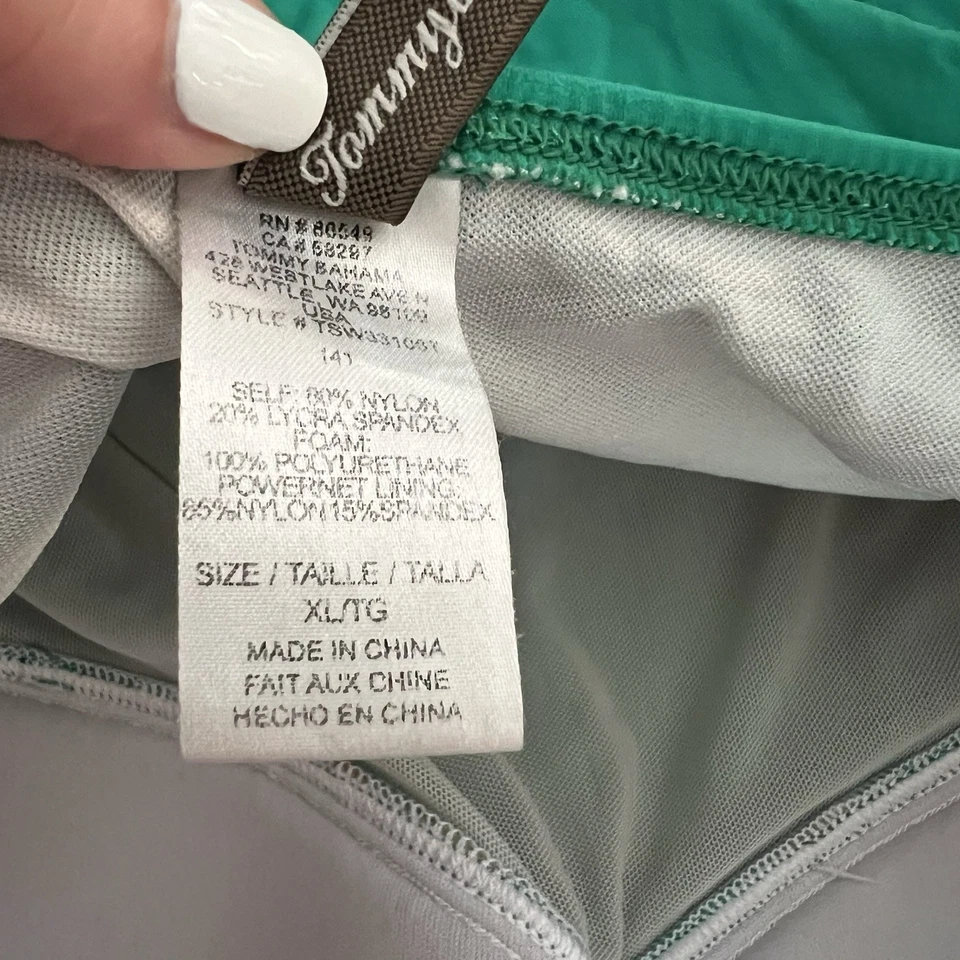 Tommy
RN # 80549
CA# 68297
TOMMY BAHAMA
428 WESTLAKE AVE N
SEATTLE, WA 98109
USA
STYLE # TSW33106T
141
SELF: 80% NYLON
20% LYCRA SPANDEX
FOAM:
100% POLYURETHANE
POWERNET LINING:
85%NYLON15%SPANDEX
SIZE / TAILLE / TALLA
XL/TG
MADE IN CHINA
FAIT AUX CHINE
HECHO EN CHINA